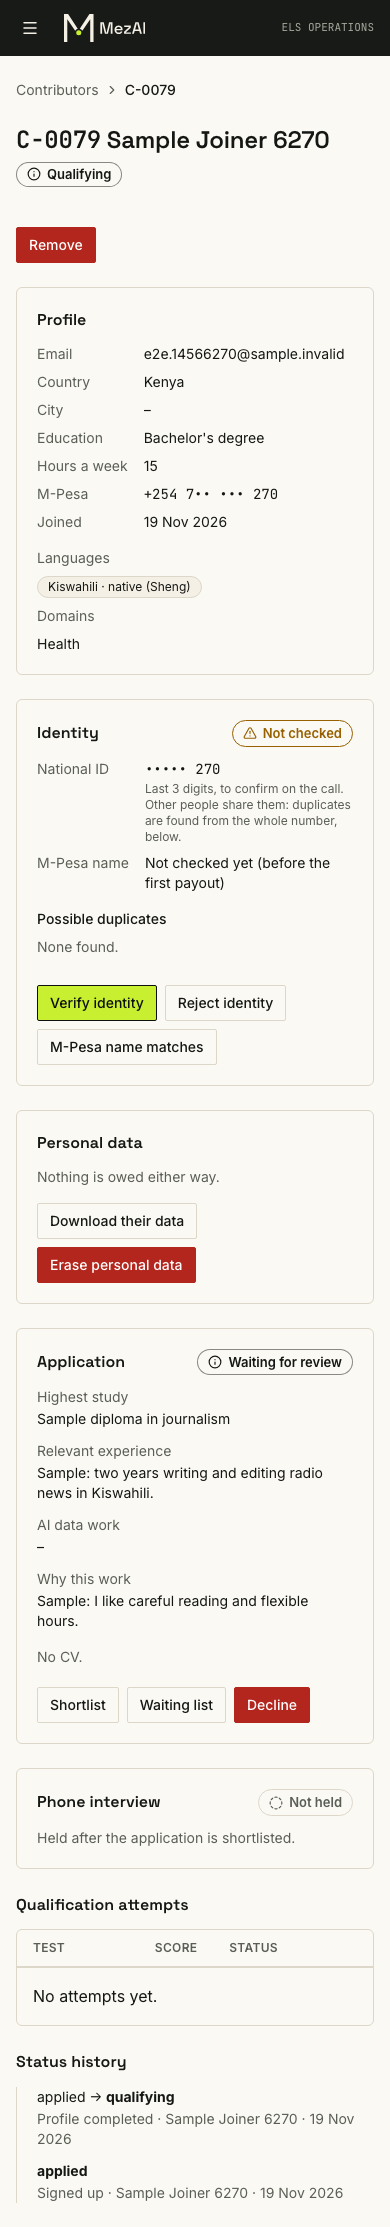 MezAI
ELS OPERATIONS
Contributors > C-0079
C-0079 Sample Joiner 6270
Qualifying
Remove
Profile
Email e2e.14566270@sample.invalid
Country Kenya
City –
Education Bachelor's degree
Hours a week 15
M-Pesa +254 7•• ••• 270
Joined 19 Nov 2026
Languages
Kiswahili · native (Sheng)
Domains
Health
Identity Not checked
National ID ••••• 270
Last 3 digits, to confirm on the call.
Other people share them: duplicates
are found from the whole number,
below.
M-Pesa name Not checked yet (before the
first payout)
Possible duplicates
None found.
Verify identity Reject identity
M-Pesa name matches
Personal data
Nothing is owed either way.
Download their data
Erase personal data
Application Waiting for review
Highest study
Sample diploma in journalism
Relevant experience
Sample: two years writing and editing radio
news in Kiswahili.
AI data work
–
Why this work
Sample: I like careful reading and flexible
hours.
No CV.
Shortlist Waiting list Decline
Phone interview Not held
Held after the application is shortlisted.
Qualification attempts
TEST SCORE STATUS
No attempts yet.
Status history
applied → qualifying
Profile completed · Sample Joiner 6270 · 19 Nov
2026
applied
Signed up · Sample Joiner 6270 · 19 Nov 2026